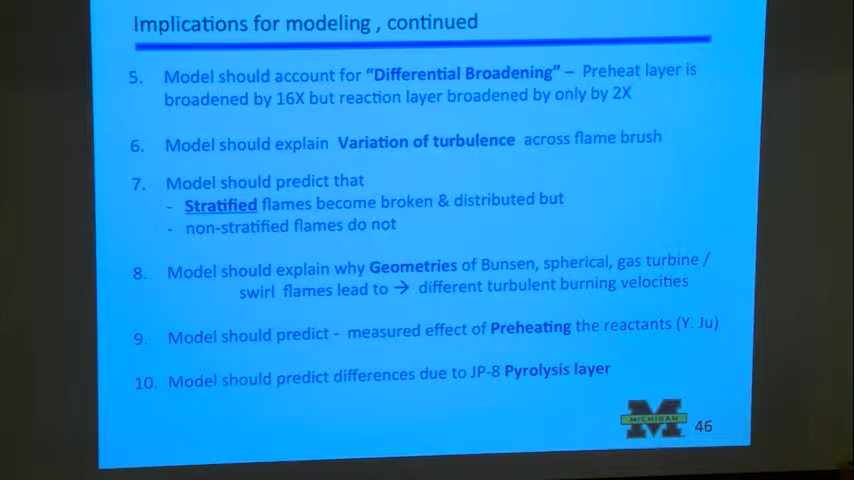 Implications for modeling , continued
5. Model should account for “Differential Broadening” – Preheat layer is
broadened by 16X but reaction layer broadened by only by 2X
6. Model should explain Variation of turbulence across flame brush
7. Model should predict that
- Stratified flames become broken & distributed but
- non-stratified flames do not
8. Model should explain why Geometries of Bunsen, spherical, gas turbine /
swirl flames lead to → different turbulent burning velocities
9. Model should predict - measured effect of Preheating the reactants (Y. Ju)
10. Model should predict differences due to JP-8 Pyrolysis layer
MICHIGAN
46